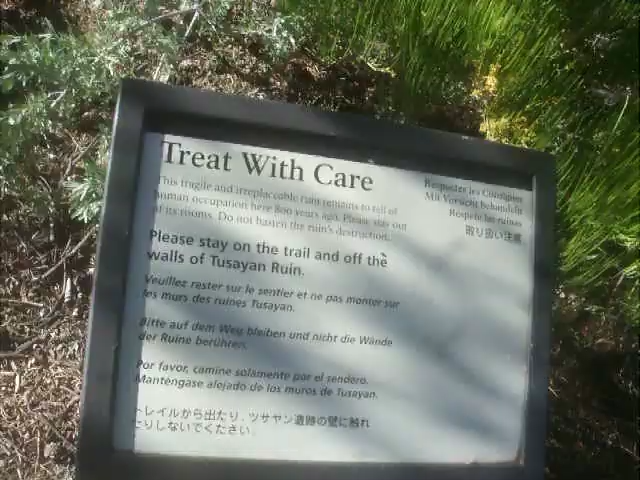 Treat With Care
This fragile and irreplaceable ruin remains to tell of
human occupation here 800 years ago. Please stay out
of its rooms. Do not hasten the ruin's destruction.
Respectez les Consignes
Mit Vorsicht behandeln
Respete las ruinas
取り扱い注意
Please stay on the trail and off the
walls of Tusayan Ruin.
Veuillez rester sur le sentier et ne pas monter sur
les murs des ruines Tusayan.
Bitte auf dem Weg bleiben und nicht die Wände
der Ruine berühren.
Por favor, camine solamente por el sendero.
Manténgase alejado de los muros de Tusayan.
トレイルから出たり、ツサヤン遺跡の壁に触れ
たりしないでください。